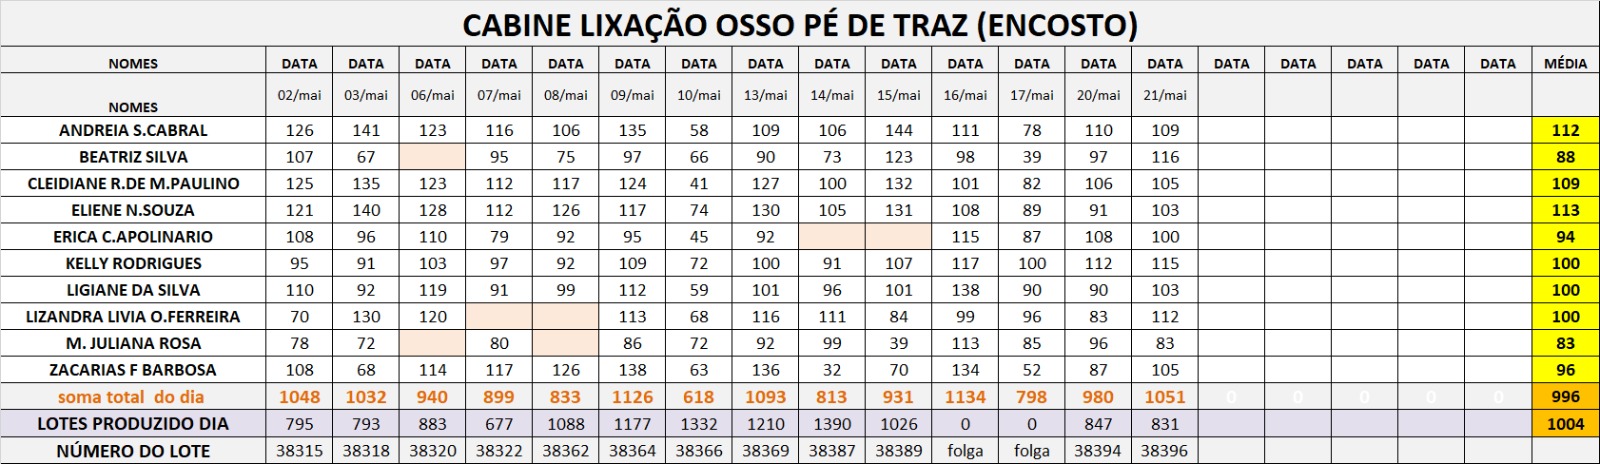 CABINE LIXAÇÃO OSSO PÉ DE TRAZ (ENCOSTO)
NOMES DATA DATA DATA DATA DATA DATA DATA DATA DATA DATA DATA DATA DATA DATA DATA DATA DATA DATA DATA MÉDIA
NOMES 02/mai 03/mai 06/mai 07/mai 08/mai 09/mai 10/mai 13/mai 14/mai 15/mai 16/mai 17/mai 20/mai 21/mai
ANDREIA S.CABRAL 126 141 123 116 106 135 58 109 106 144 111 78 110 109 112
BEATRIZ SILVA 107 67 95 75 97 66 90 73 123 98 39 97 116 88
CLEIDIANE R.DE M.PAULINO 125 135 123 112 117 124 41 127 100 132 101 82 106 105 109
ELIENE N.SOUZA 121 140 128 112 126 117 74 130 105 131 108 89 91 103 113
ERICA C.APOLINARIO 108 96 110 79 92 95 45 92 115 87 108 100 94
KELLY RODRIGUES 95 91 103 97 92 109 72 100 91 107 117 100 112 115 100
LIGIANE DA SILVA 110 92 119 91 99 112 59 101 96 101 138 90 90 103 100
LIZANDRA LIVIA O.FERREIRA 70 130 120 113 68 116 111 84 99 96 83 112 100
M. JULIANA ROSA 78 72 80 86 72 92 99 39 113 85 96 83 83
ZACARIAS F BARBOSA 108 68 114 117 126 138 63 136 32 70 134 52 87 105 96
soma total do dia 1048 1032 940 899 833 1126 618 1093 813 931 1134 798 980 1051 0 0 0 0 0 996
LOTES PRODUZIDO DIA 795 793 883 677 1088 1177 1332 1210 1390 1026 0 0 847 831 1004
NÚMERO DO LOTE 38315 38318 38320 38322 38362 38364 38366 38369 38387 38389 folga folga 38394 38396